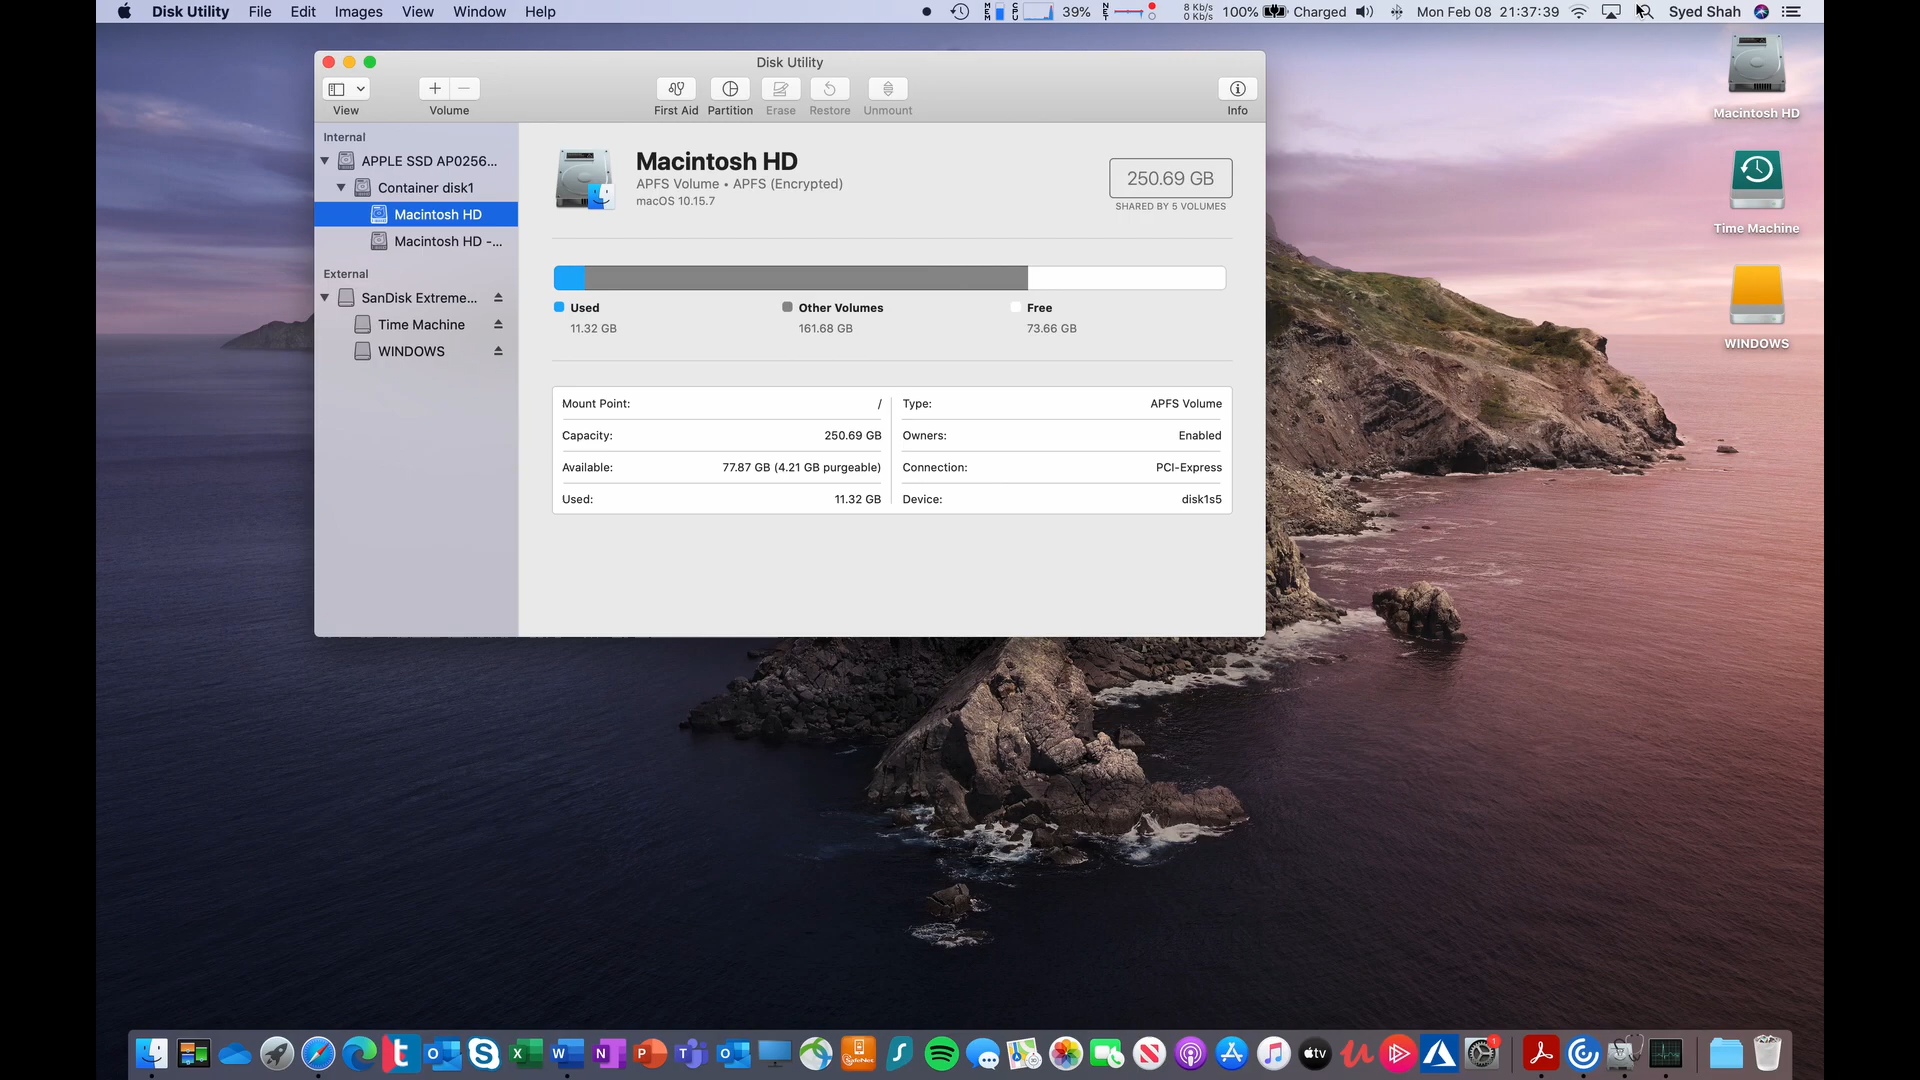 Disk Utility File Edit Images View Window Help
MEM CPU 39% NET 8 Kb/s 0 Kb/s 100% Charged Mon Feb 08 21:37:39 Syed Shah
Disk Utility
View Volume First Aid Partition Erase Restore Unmount Info
Internal
APPLE SSD AP0256...
Container disk1
Macintosh HD
Macintosh HD -...
External
SanDisk Extreme...
Time Machine
WINDOWS
Macintosh HD
APFS Volume • APFS (Encrypted)
macOS 10.15.7
250.69 GB
SHARED BY 5 VOLUMES
Used
11.32 GB
Other Volumes
161.68 GB
Free
73.66 GB
Mount Point: /
Capacity: 250.69 GB
Available: 77.87 GB (4.21 GB purgeable)
Used: 11.32 GB
Type: APFS Volume
Owners: Enabled
Connection: PCI-Express
Device: disk1s5
Macintosh HD
Time Machine
WINDOWS
tv
1